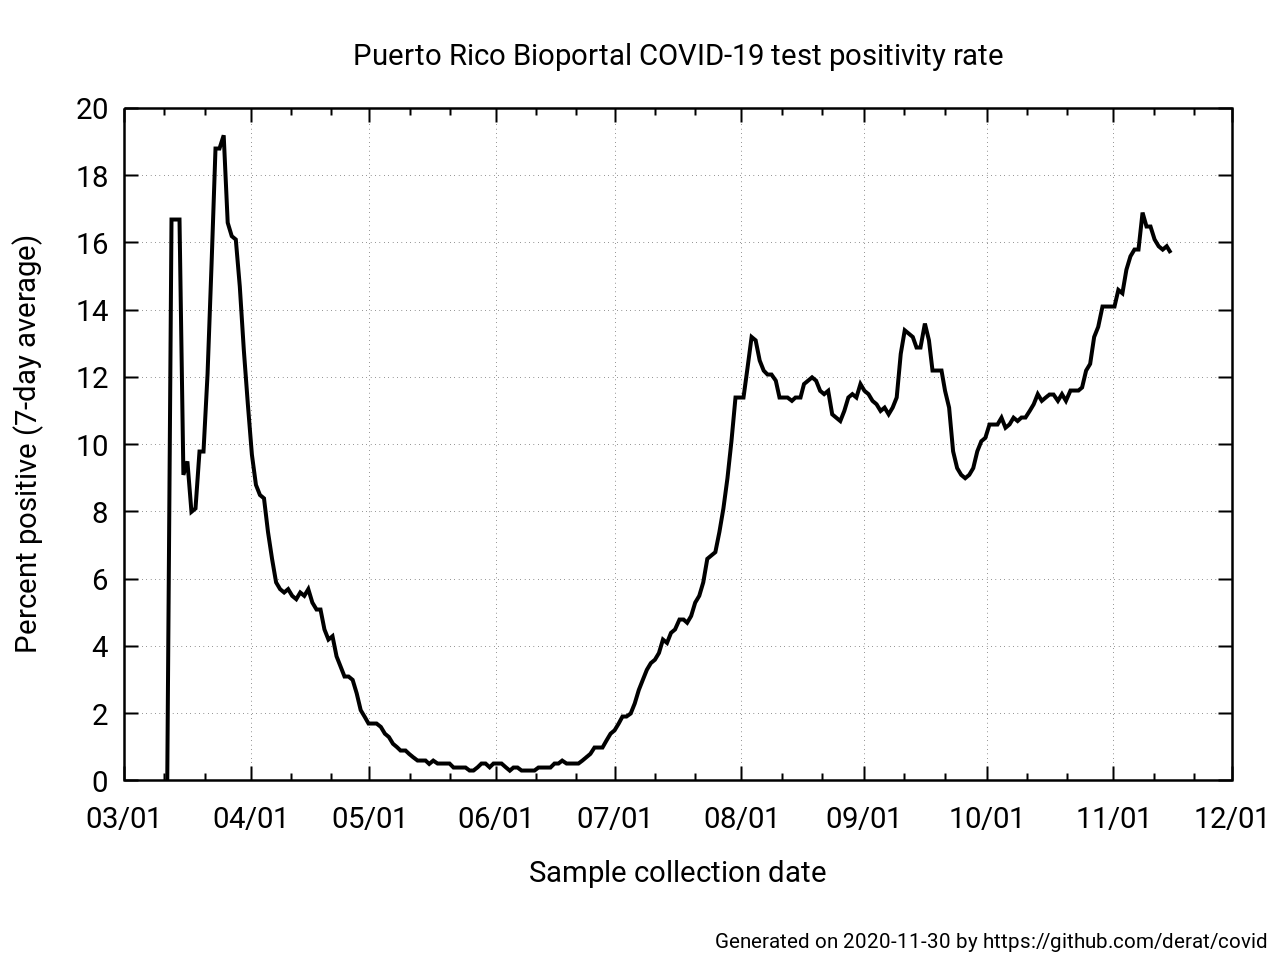 Puerto Rico Bioportal COVID-19 test positivity rate
20
18
16
14
12
10
8
6
4
2
0
Percent positive (7-day average)
03/01 04/01 05/01 06/01 07/01 08/01 09/01 10/01 11/01 12/01
Sample collection date
Generated on 2020-11-30 by https://github.com/derat/covid